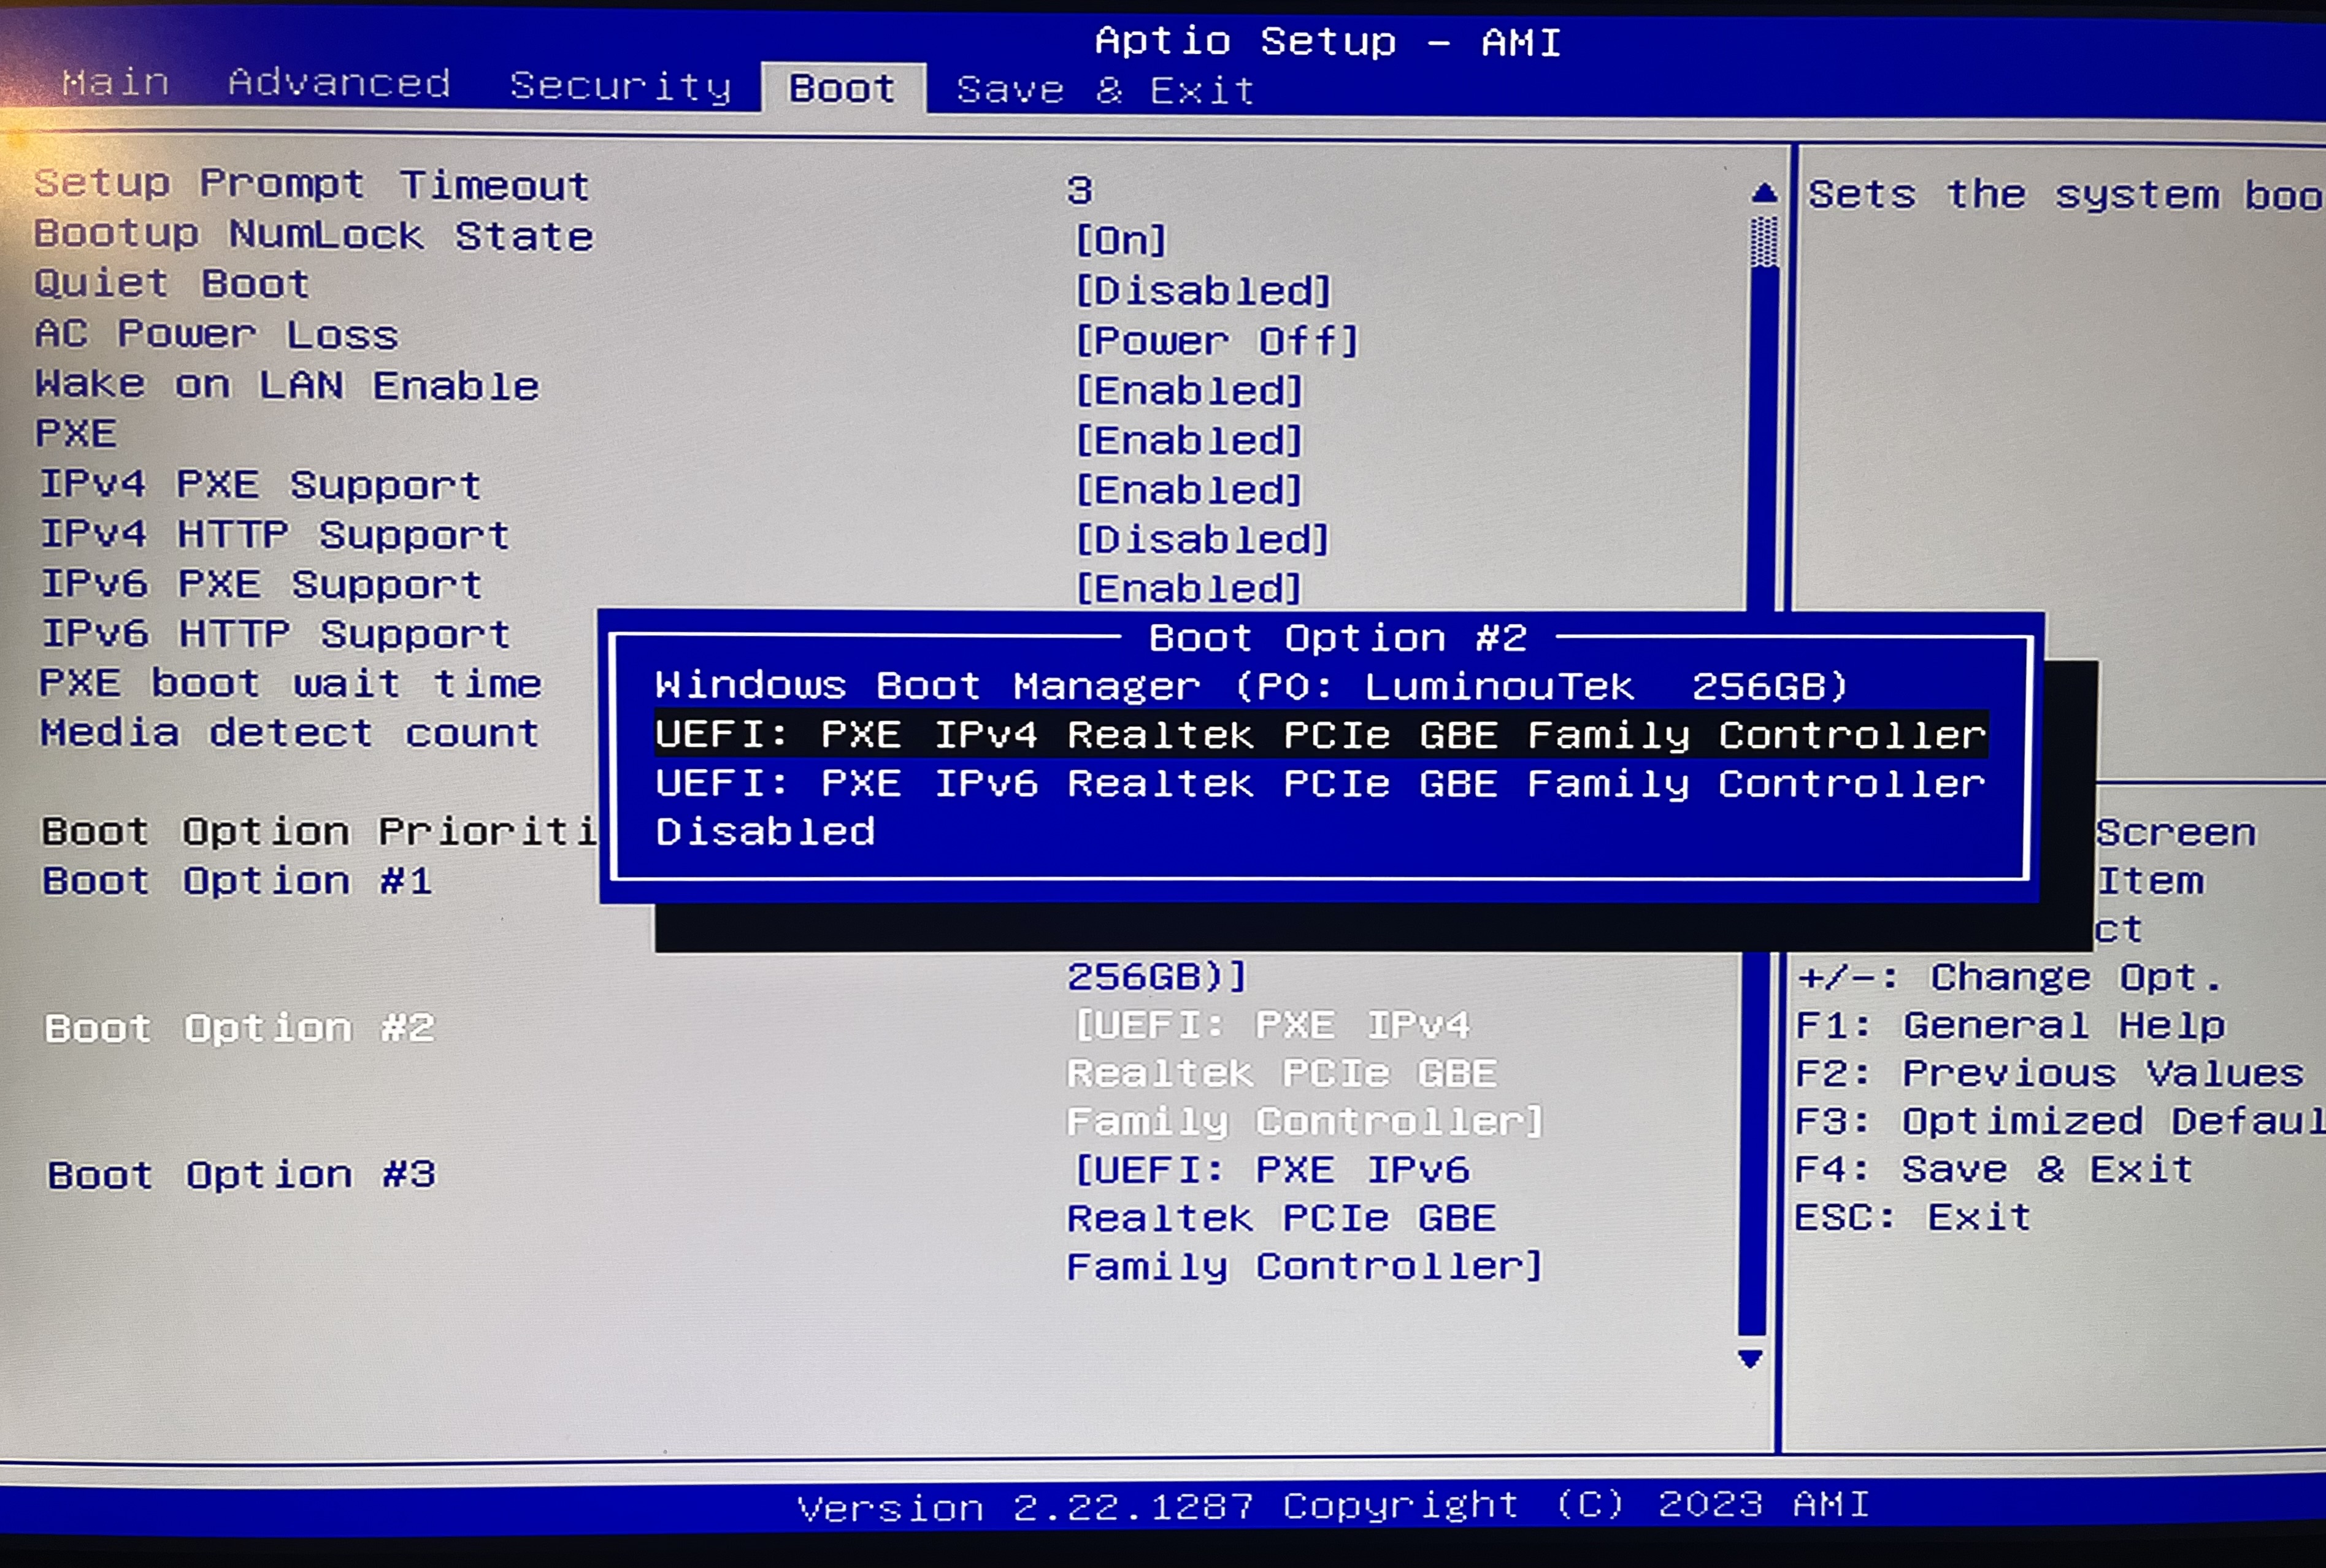 Aptio Setup - AMI
Main Advanced Security Boot Save & Exit
Setup Prompt Timeout 3
Bootup NumLock State [On]
Quiet Boot [Disabled]
AC Power Loss [Power Off]
Wake on LAN Enable [Enabled]
PXE [Enabled]
IPv4 PXE Support [Enabled]
IPv4 HTTP Support [Disabled]
IPv6 PXE Support [Enabled]
IPv6 HTTP Support
PXE boot wait time
Media detect count
Boot Option Prioriti
Boot Option #1
256GB)]
Boot Option #2 [UEFI: PXE IPv4
Realtek PCIe GBE
Family Controller]
Boot Option #3 [UEFI: PXE IPv6
Realtek PCIe GBE
Family Controller]
Boot Option #2
Windows Boot Manager (P0: LuminouTek 256GB)
UEFI: PXE IPv4 Realtek PCIe GBE Family Controller
UEFI: PXE IPv6 Realtek PCIe GBE Family Controller
Disabled
Sets the system boo
Screen
Item
ct
+/-: Change Opt.
F1: General Help
F2: Previous Values
F3: Optimized Defaul
F4: Save & Exit
ESC: Exit
Version 2.22.1287 Copyright (C) 2023 AMI